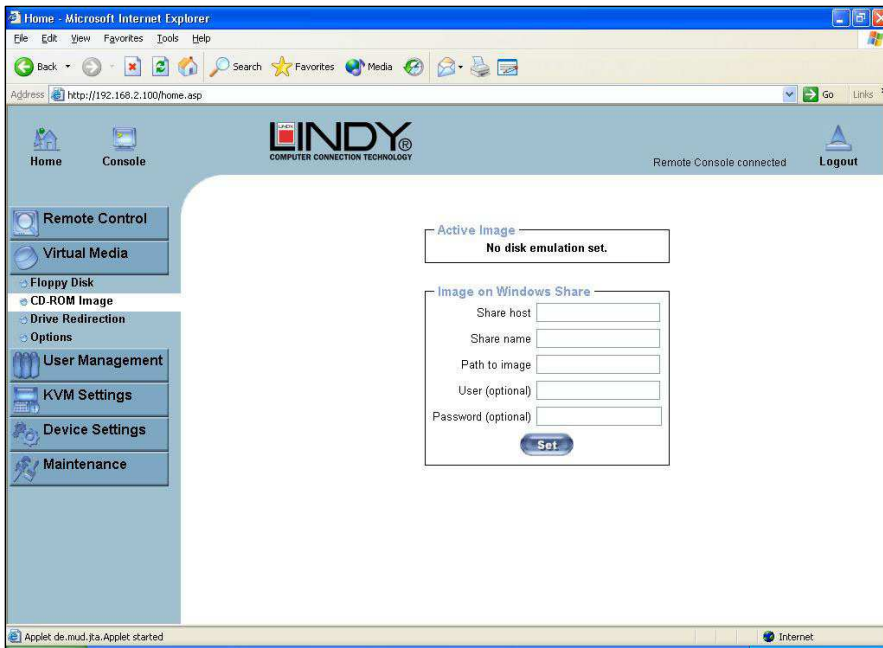 Home - Microsoft Internet Explorer
File Edit View Favorites Tools Help
Back Search Favorites Media
Address http://192.168.2.100/home.asp Go Links
Home Console
LINDY®
COMPUTER CONNECTION TECHNOLOGY
Remote Console connected Logout
Remote Control
Virtual Media
Floppy Disk
CD-ROM Image
Drive Redirection
Options
User Management
KVM Settings
Device Settings
Maintenance
Active Image
No disk emulation set.
Image on Windows Share
Share host
Share name
Path to image
User (optional)
Password (optional)
Set
Applet de.mud.jta.Applet started Internet